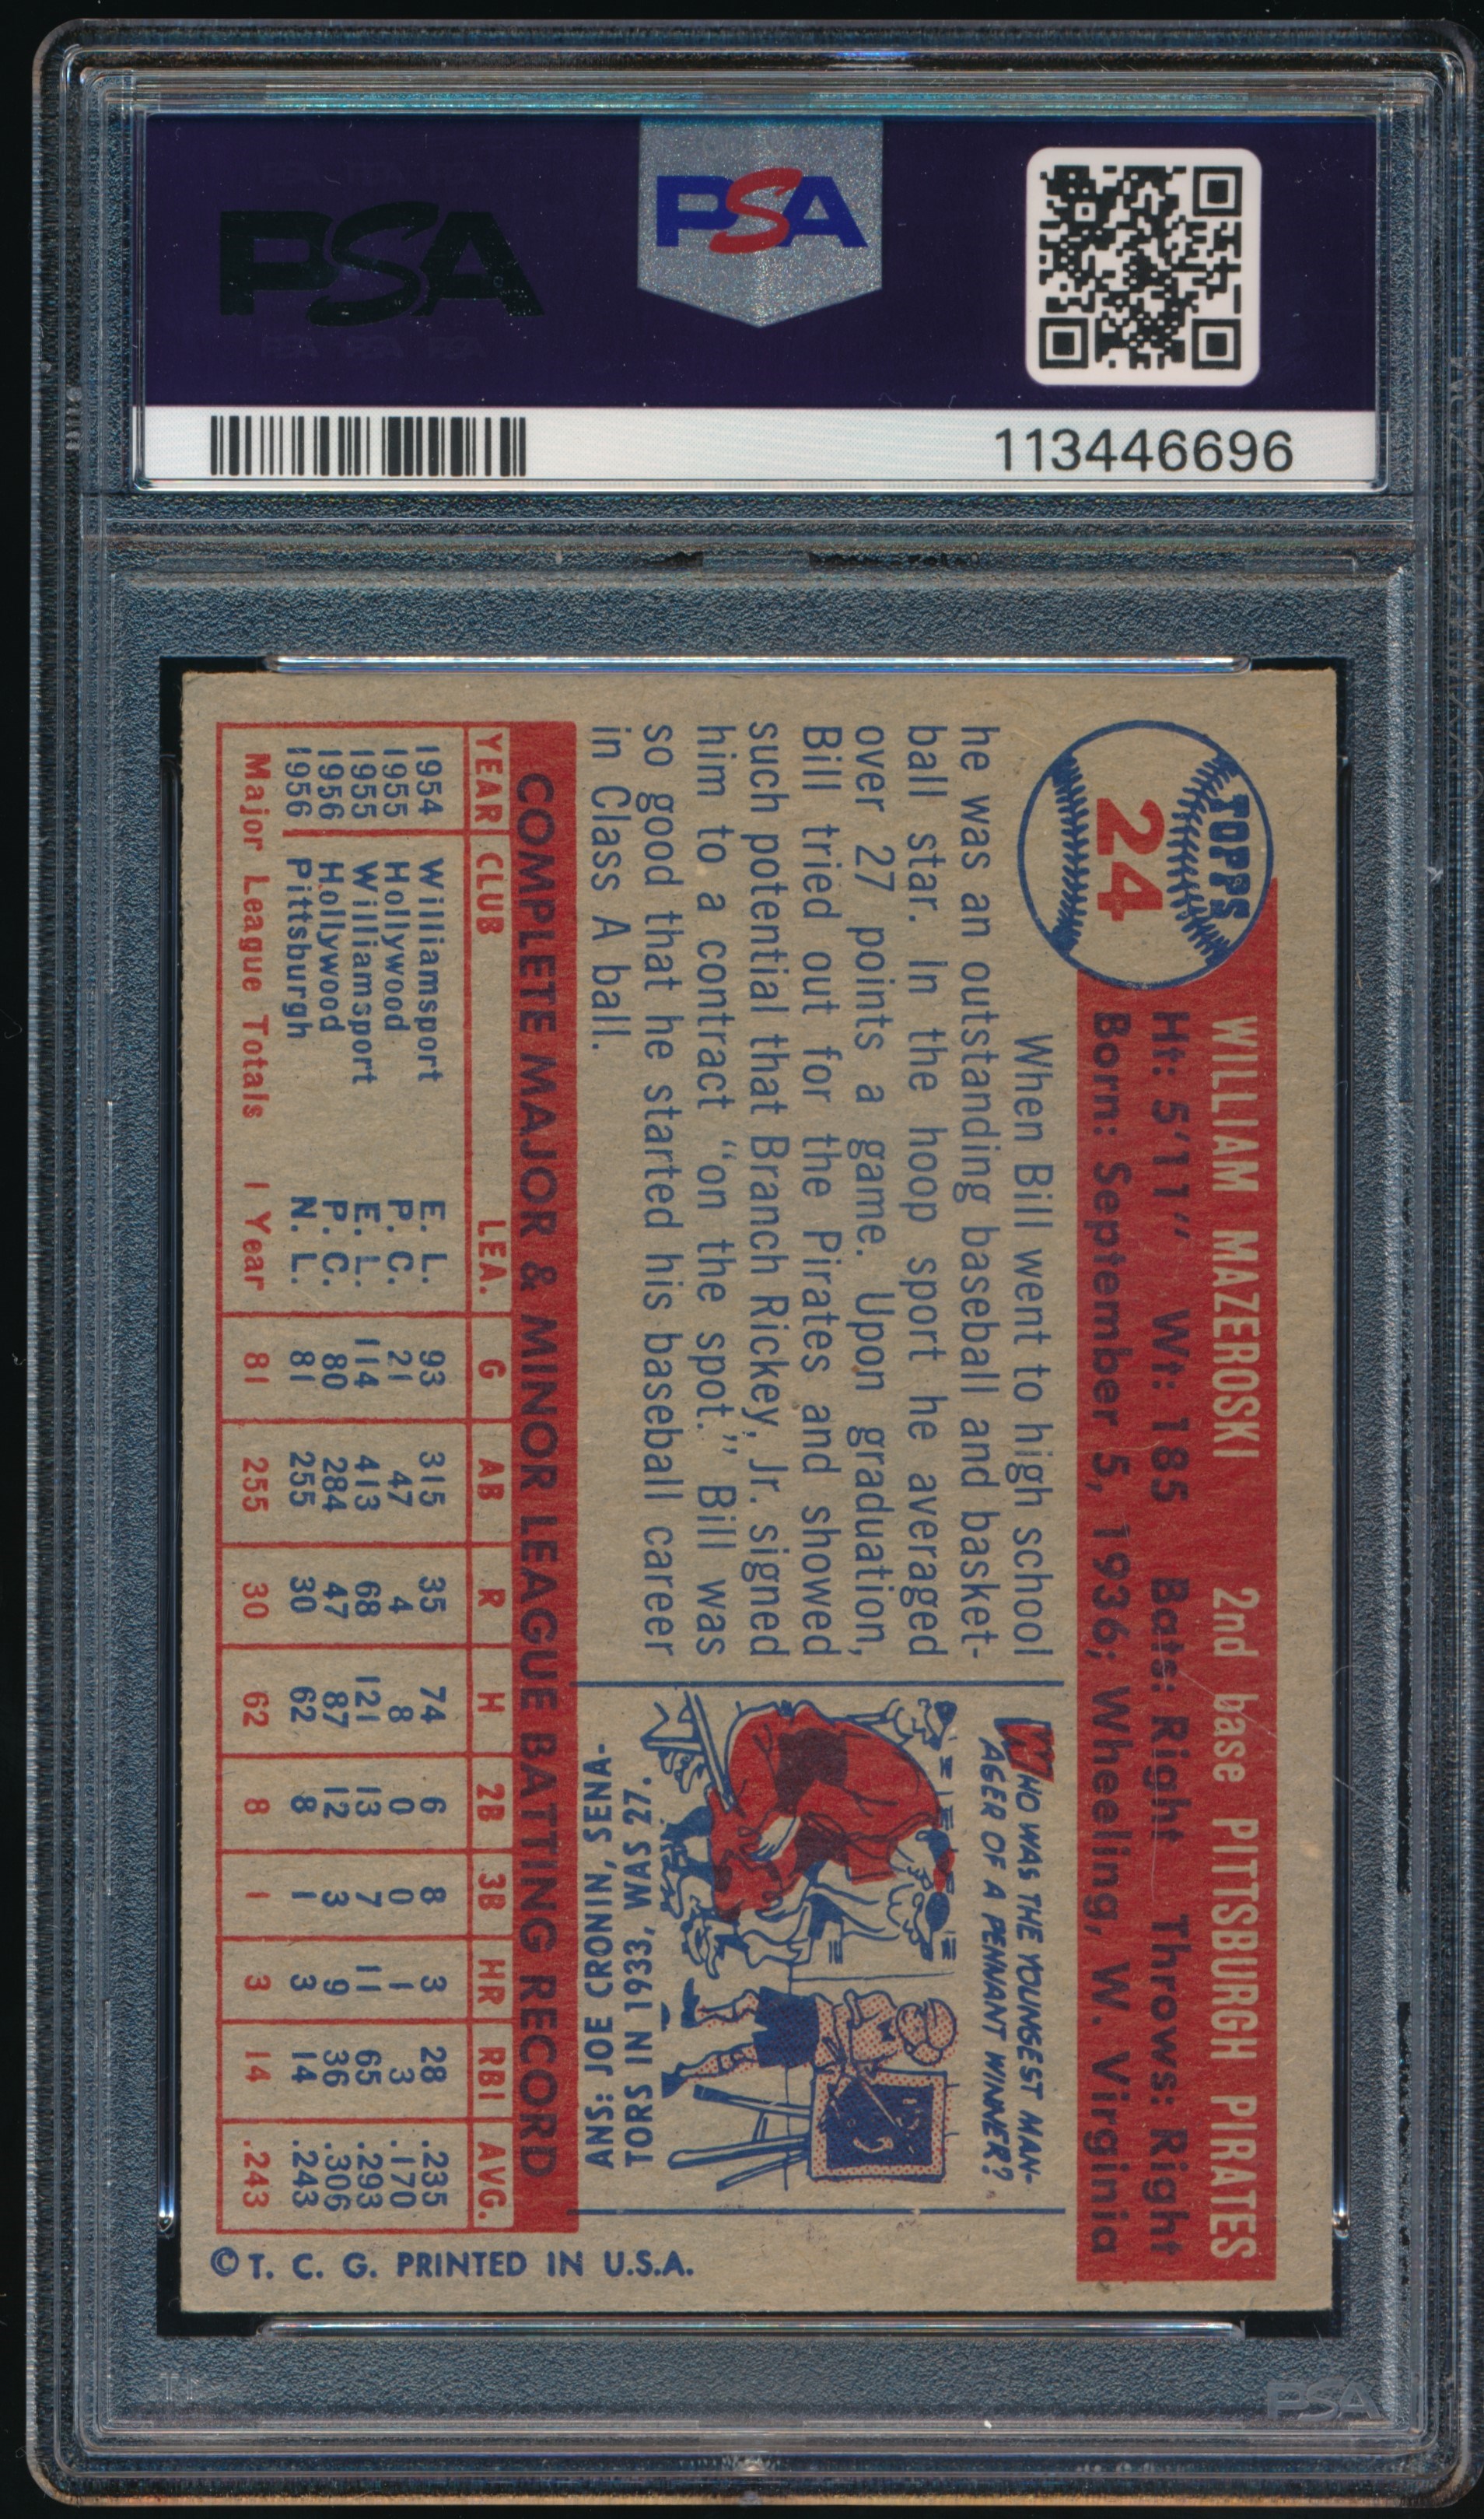 PSA
PSA
113446696
TOPPS
24
WILLIAM MAZEROSKI 2nd base PITTSBURGH PIRATES
Ht: 5'11" Wt: 185 Bats: Right Throws: Right
Born: September 5, 1936; Wheeling, W. Virginia
When Bill went to high school
he was an outstanding baseball and basket-
ball star. In the hoop sport he averaged
over 27 points a game. Upon graduation,
Bill tried out for the Pirates and showed
such potential that Branch Rickey, Jr. signed
him to a contract "on the spot." Bill was
so good that he started his baseball career
in Class A ball.
WHO WAS THE YOUNGEST MAN-
AGER OF A PENNANT WINNER?
ANS: JOE CRONIN, SENA-
TORS IN 1933, WAS 27.
COMPLETE MAJOR & MINOR LEAGUE BATTING RECORD
YEAR CLUB LEA. G AB R H 2B 3B HR RBI AVG.
1954 Williamsport E. L. 93 315 35 74 6 8 3 28 .235
1955 Hollywood P. C. 21 47 4 8 0 0 1 3 .170
1955 Williamsport E. L. 114 413 68 121 13 7 11 65 .293
1956 Hollywood P. C. 80 284 47 87 12 3 9 36 .306
1956 Pittsburgh N. L. 81 255 30 62 8 1 3 14 .243
Major League Totals 1 Year 81 255 30 62 8 1 3 14 .243
© T. C. G. PRINTED IN U.S.A.
PSA